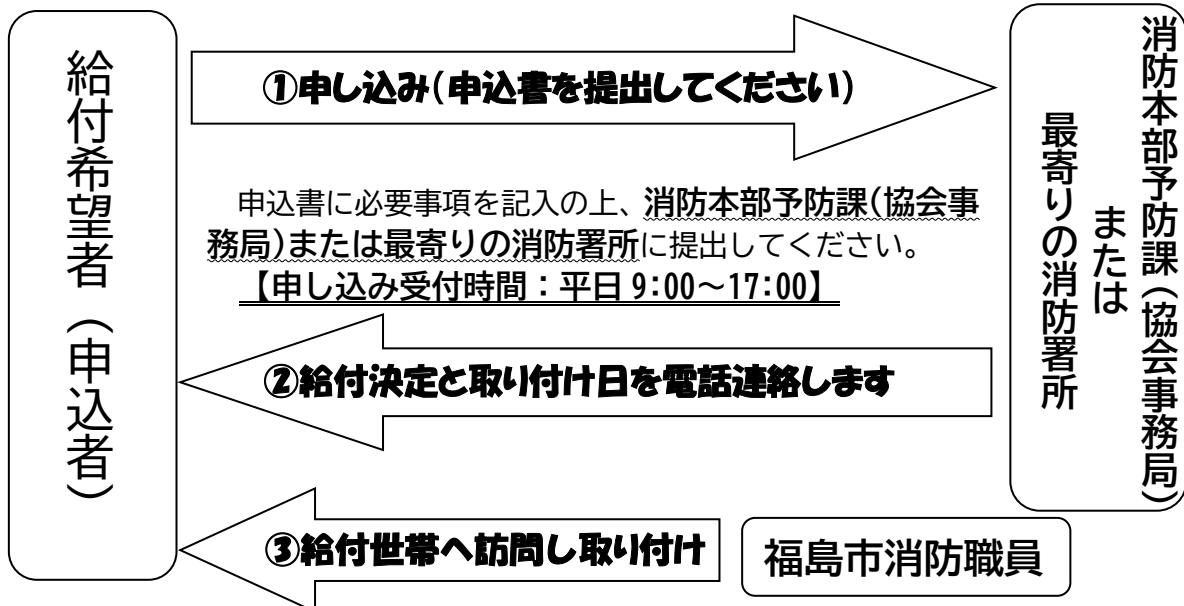 給付希望者（申込者）
①申し込み（申込書を提出してください）
消防本部予防課（協会事務局）
または
最寄りの消防署所
申込書に必要事項を記入の上、消防本部予防課(協会事
務局)または最寄りの消防署所に提出してください。
【申し込み受付時間：平日 9:00～17:00】
②給付決定と取り付け日を電話連絡します
③給付世帯へ訪問し取り付け
福島市消防職員